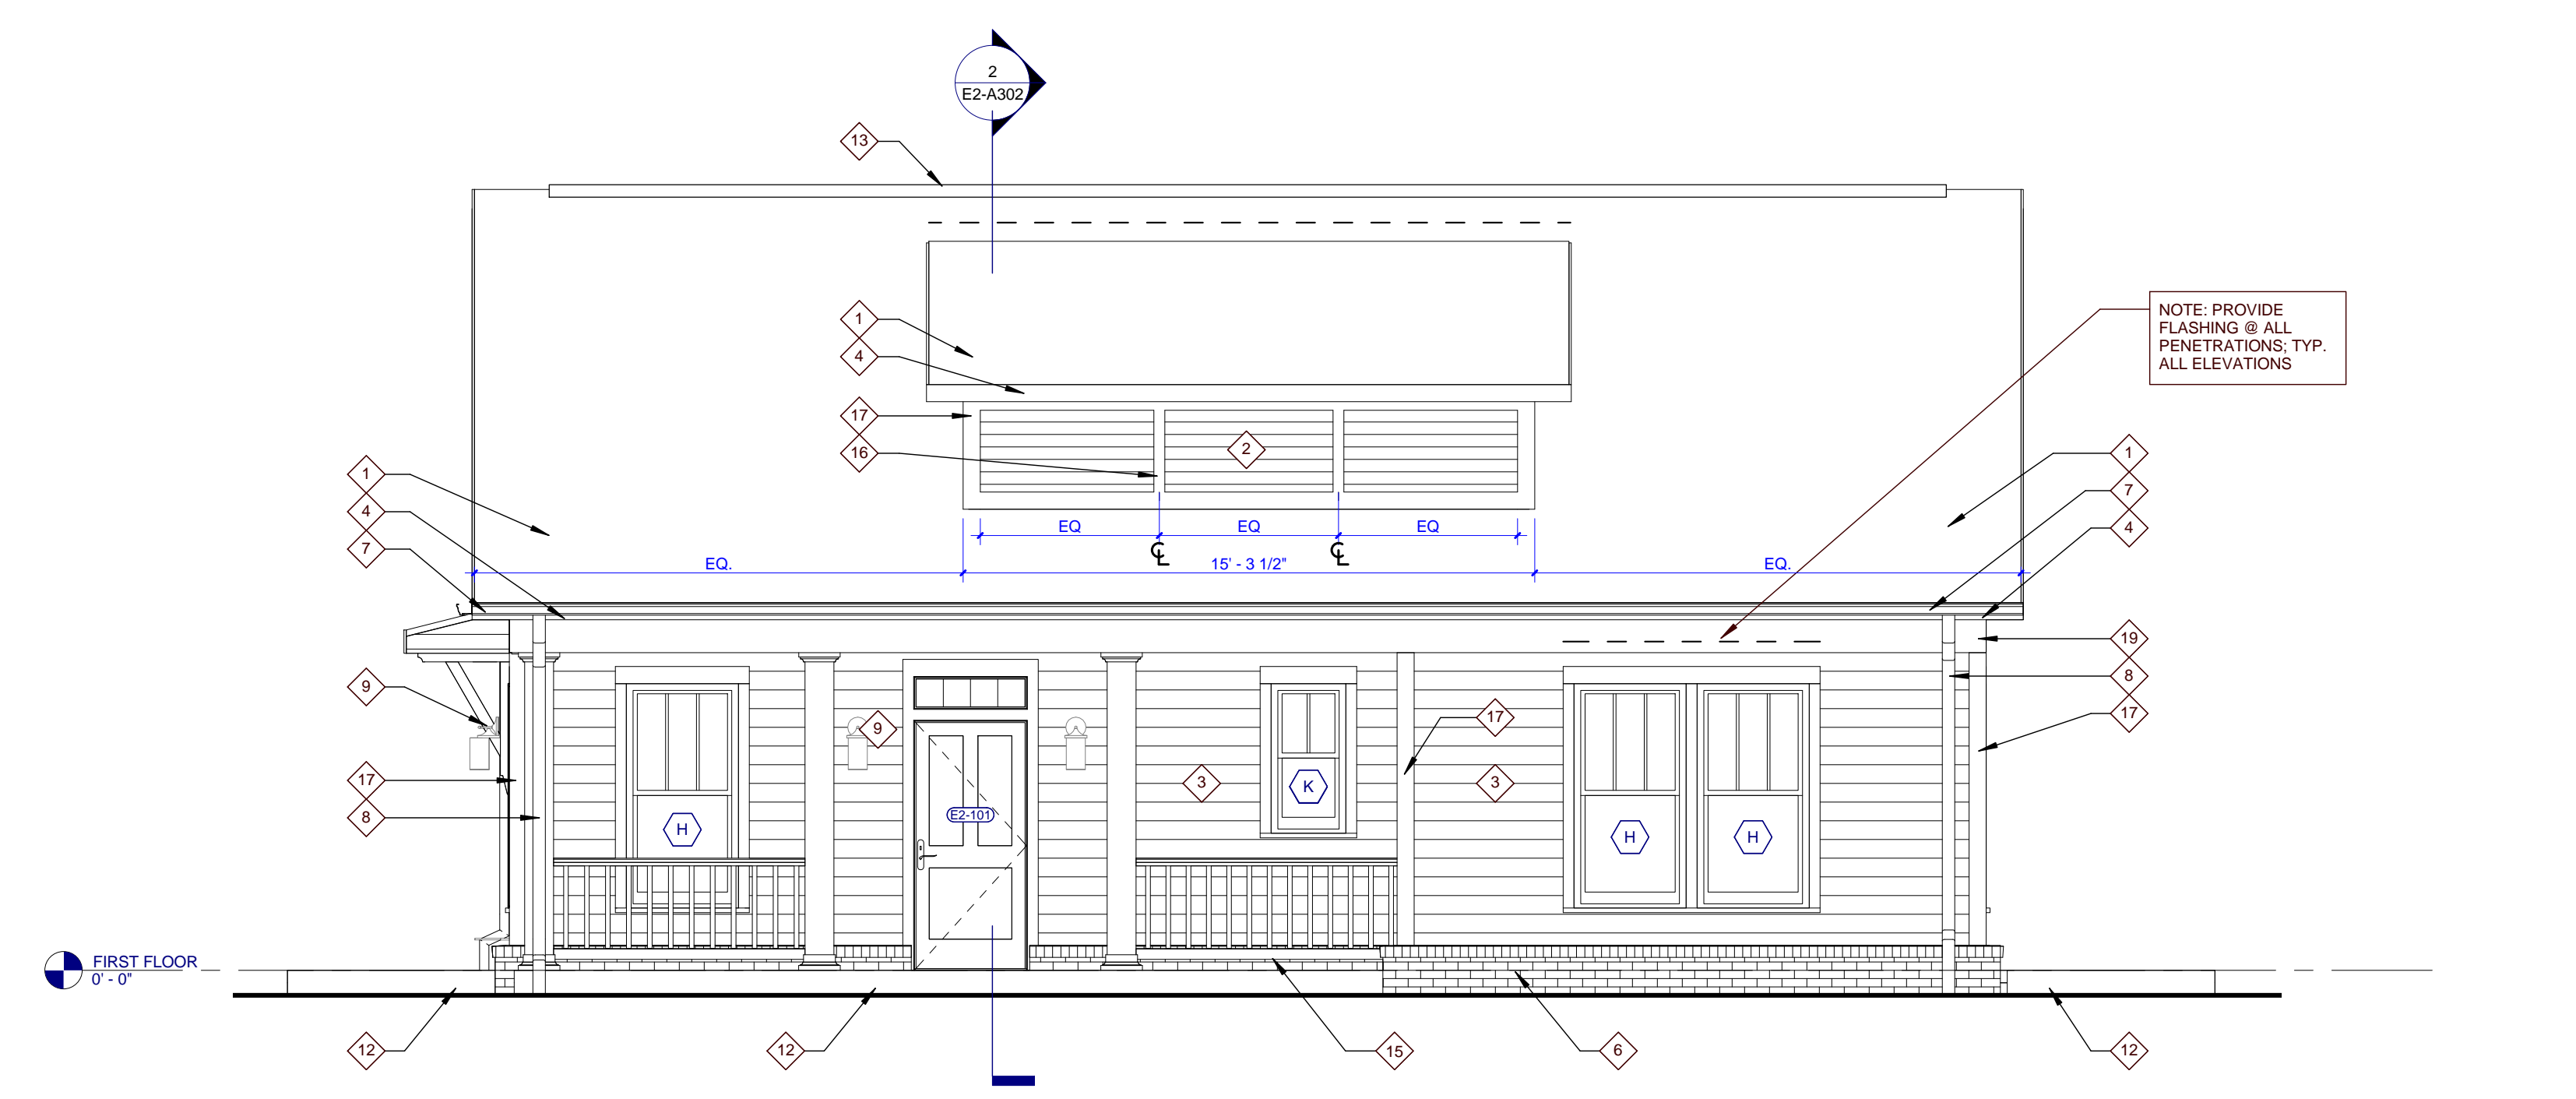 2
E2-A302
13
NOTE: PROVIDE
FLASHING @ ALL
PENETRATIONS; TYP.
ALL ELEVATIONS
1
4
17
16
2
1
4
7
1
7
4
EQ
EQ
EQ
℄
℄
EQ.
15' - 3 1/2"
EQ.
19
8
17
9
9
17
17
8
3
3
K
E2-101
H
H
H
FIRST FLOOR
0' - 0"
12
12
15
6
12